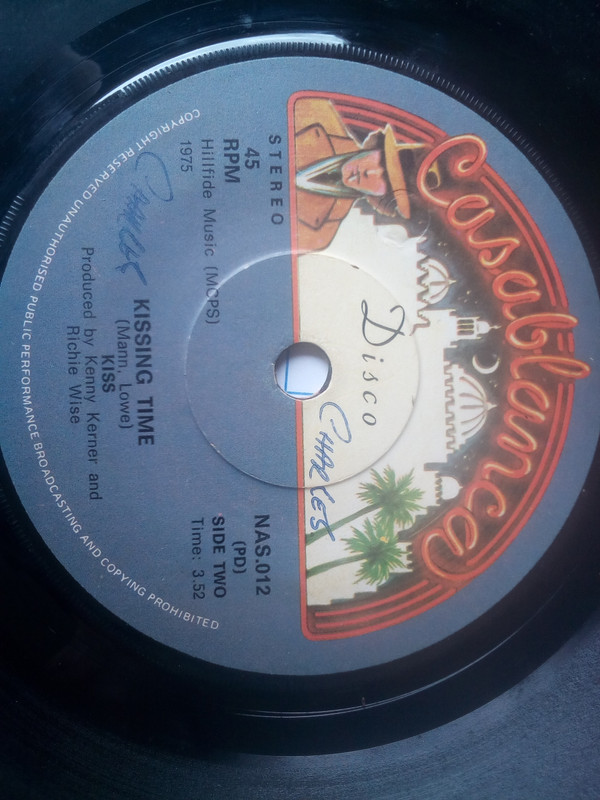 Casablanca
Disco
CHARLES
STEREO
45
RPM
Hillfide Music (MCPS)
1975
NAS.012
(PD)
SIDE TWO
Time: 3.52
CHARLES
KISSING TIME
(Mann, Lowe)
KISS
Produced by Kenny Kerner and
Richie Wise
COPYRIGHT RESERVED UNAUTHORISED PUBLIC PERFORMANCE BROADCASTING AND COPYING PROHIBITED